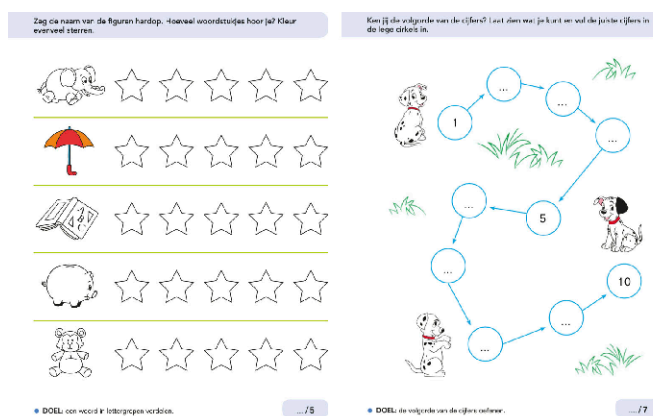 Zeg de naam van de figuren hardop. Hoeveel woordstukjes hoor je? Kleur
evenveel sterren.
● DOEL: een woord in lettergrepen verdelen.
.../5
Ken jij de volgorde van de cijfers? Laat zien wat je kunt en vul de juiste cijfers in
de lege cirkels in.
1
...
...
...
5
...
...
...
...
10
● DOEL: de volgorde van de cijfers oefenen.
.../7